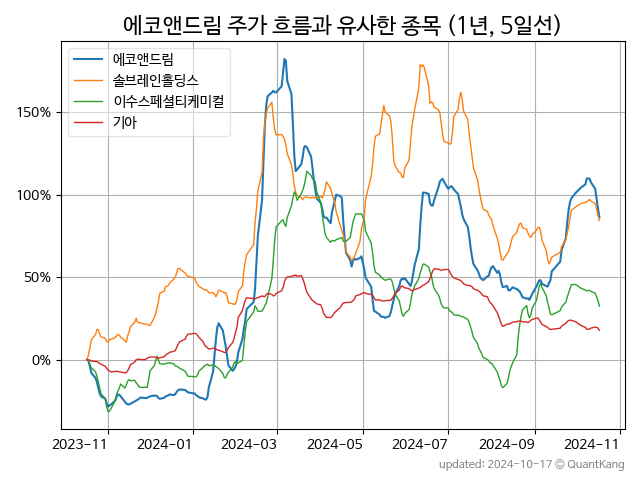 에코앤드림 주가 흐름과 유사한 종목 (1년, 5일선)
에코앤드림
솔브레인홀딩스
이수스페셜티케미컬
기아
150%
100%
50%
0%
2023-11 2024-01 2024-03 2024-05 2024-07 2024-09 2024-11
updated: 2024-10-17 © QuantKang